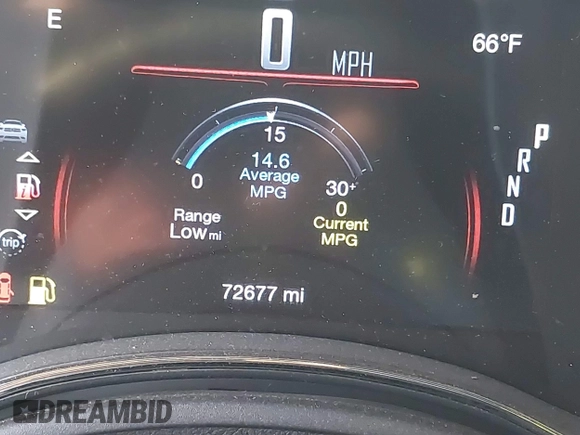 E
0 MPH
66°F
15
14.6
Average
MPG
0
30+
Range
Low mi
0
Current
MPG
P
R
N
D
trip
72677 mi
DREAMBID